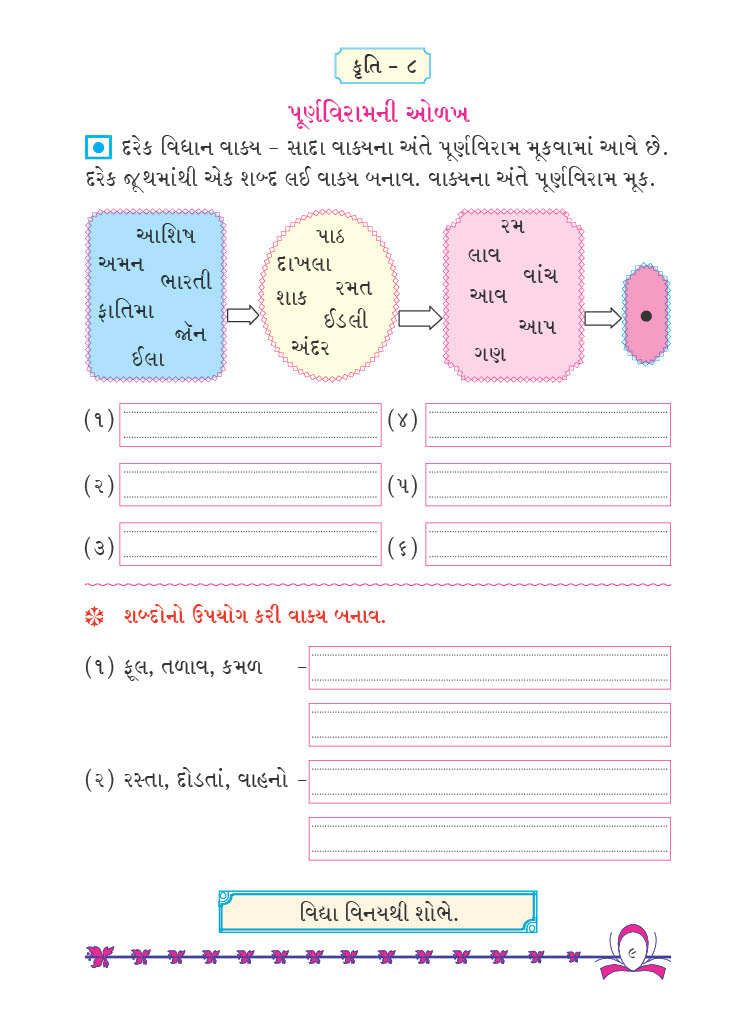 કૃતિ - ૮
પૂર્ણવિરામની ઓળખ
દરેક વિધાન વાક્ય - સાદા વાક્યના અંતે પૂર્ણવિરામ મૂકવામાં આવે છે.
દરેક જૂથમાંથી એક શબ્દ લઈ વાક્ય બનાવ. વાક્યના અંતે પૂર્ણવિરામ મૂક.
આશિષ
અમન
ભારતી
ફાતિમા
જૉન
ઈલા
પાઠ
દાખલા
શાક
રમત
ઈડલી
અંદર
રમ
લાવ
વાંચ
આવ
આપ
ગણ
(૧)
(૪)
(૨)
(૫)
(૩)
(૬)
શબ્દોનો ઉપયોગ કરી વાક્ય બનાવ.
(૧) ફૂલ, તળાવ, કમળ -
(૨) રસ્તા, દોડતાં, વાહનો -
વિદ્યા વિનયથી શોભે.
૯